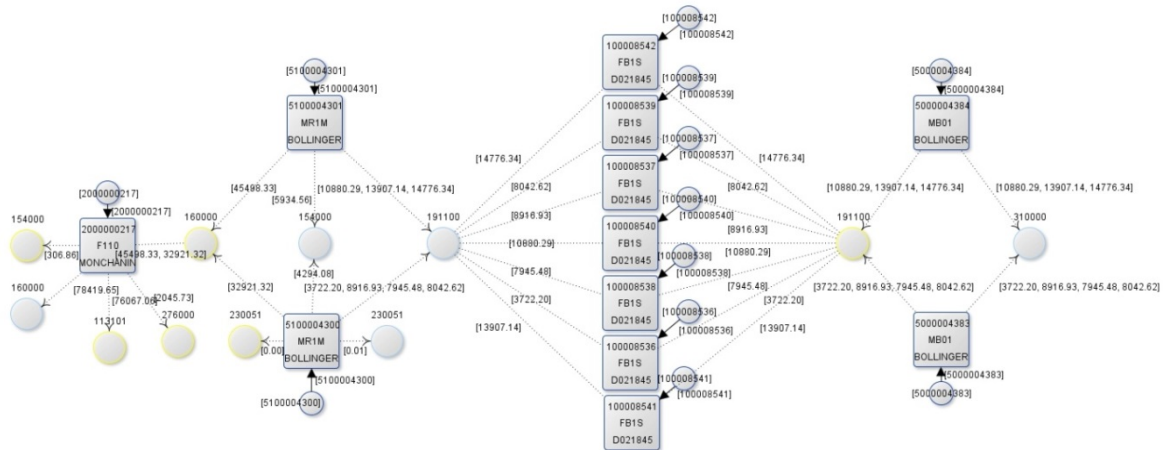 [2000000217]
[2000000217]
2000000217
F110
MONCHANIN
154000
[306.86]
160000
[78419.65]
113101
[76067.06]
276000
[2045.73]
[45498.33, 32921.32]
160000
[5100004301]
[5100004301]
5100004301
MR1M
BOLLINGER
[45498.33]
[5934.56]
154000
[10880.29, 13907.14, 14776.34]
191100
[32921.32]
[4294.08]
[3722.20, 8916.93, 7945.48, 8042.62]
230051
[0.00]
5100004300
MR1M
BOLLINGER
[0.01]
230051
[5100004300]
[5100004300]
[14776.34]
[8042.62]
[8916.93]
[10880.29]
[7945.48]
[3722.20]
[13907.14]
[100008542]
[100008542]
100008542
FB1S
D021845
[100008539]
[100008539]
100008539
FB1S
D021845
[100008537]
[100008537]
100008537
FB1S
D021845
[100008540]
[100008540]
100008540
FB1S
D021845
[100008538]
[100008538]
100008538
FB1S
D021845
[100008536]
[100008536]
100008536
FB1S
D021845
[100008541]
[100008541]
100008541
FB1S
D021845
[14776.34]
[8042.62]
[8916.93]
[10880.29]
[7945.48]
[3722.20]
[13907.14]
191100
[5000004384]
[5000004384]
5000004384
MB01
BOLLINGER
[10880.29, 13907.14, 14776.34]
[10880.29, 13907.14, 14776.34]
310000
[3722.20, 8916.93, 7945.48, 8042.62]
[3722.20, 8916.93, 7945.48, 8042.62]
5000004383
MB01
BOLLINGER
[5000004383]
[5000004383]